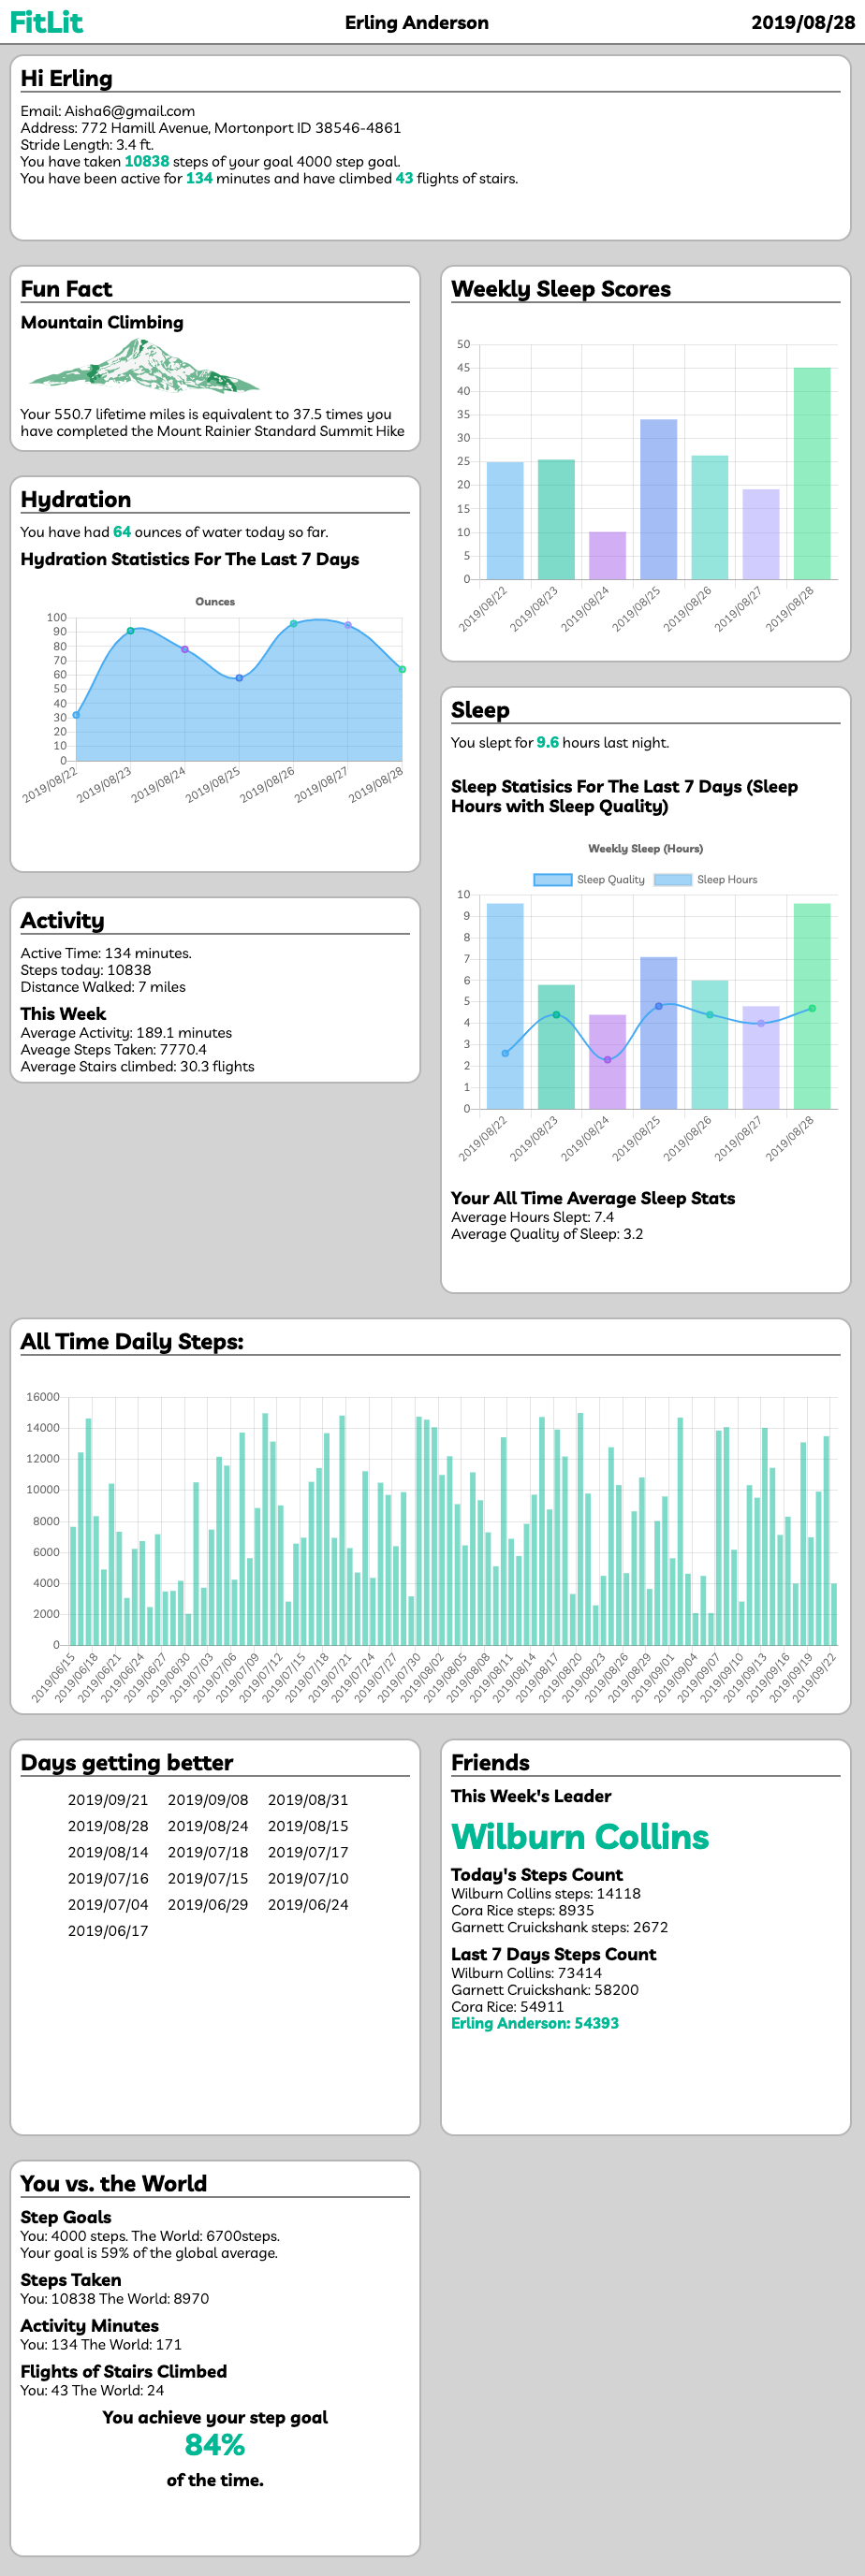 FitLit
Erling Anderson
2019/08/28
Hi Erling
Email: Aisha6@gmail.com
Address: 772 Hamill Avenue, Mortonport ID 38546-4861
Stride Length: 3.4 ft.
You have taken 10838 steps of your goal 4000 step goal.
You have been active for 134 minutes and have climbed 43 flights of stairs.
Fun Fact
Mountain Climbing
Your 550.7 lifetime miles is equivalent to 37.5 times you
have completed the Mount Rainier Standard Summit Hike
Weekly Sleep Scores
50
45
40
35
30
25
20
15
10
5
0
2019/08/22
2019/08/23
2019/08/24
2019/08/25
2019/08/26
2019/08/27
2019/08/28
Hydration
You have had 64 ounces of water today so far.
Hydration Statistics For The Last 7 Days
Ounces
100
90
80
70
60
50
40
30
20
10
0
2019/08/22
2019/08/23
2019/08/24
2019/08/25
2019/08/26
2019/08/27
2019/08/28
Sleep
You slept for 9.6 hours last night.
Sleep Statisics For The Last 7 Days (Sleep
Hours with Sleep Quality)
Weekly Sleep (Hours)
Sleep Quality
Sleep Hours
10
9
8
7
6
5
4
3
2
1
0
2019/08/22
2019/08/23
2019/08/24
2019/08/25
2019/08/26
2019/08/27
2019/08/28
Your All Time Average Sleep Stats
Average Hours Slept: 7.4
Average Quality of Sleep: 3.2
Activity
Active Time: 134 minutes.
Steps today: 10838
Distance Walked: 7 miles
This Week
Average Activity: 189.1 minutes
Aveage Steps Taken: 7770.4
Average Stairs climbed: 30.3 flights
All Time Daily Steps:
16000
14000
12000
10000
8000
6000
4000
2000
0
2019/06/15
2019/06/18
2019/06/21
2019/06/24
2019/06/27
2019/06/30
2019/07/03
2019/07/06
2019/07/09
2019/07/12
2019/07/15
2019/07/18
2019/07/21
2019/07/24
2019/07/27
2019/07/30
2019/08/02
2019/08/05
2019/08/08
2019/08/11
2019/08/14
2019/08/17
2019/08/20
2019/08/23
2019/08/26
2019/08/29
2019/09/01
2019/09/04
2019/09/07
2019/09/10
2019/09/13
2019/09/16
2019/09/19
2019/09/22
Days getting better
2019/09/21 2019/09/08 2019/08/31
2019/08/28 2019/08/24 2019/08/15
2019/08/14 2019/07/18 2019/07/17
2019/07/16 2019/07/15 2019/07/10
2019/07/04 2019/06/29 2019/06/24
2019/06/17
Friends
This Week's Leader
Wilburn Collins
Today's Steps Count
Wilburn Collins steps: 14118
Cora Rice steps: 8935
Garnett Cruickshank steps: 2672
Last 7 Days Steps Count
Wilburn Collins: 73414
Garnett Cruickshank: 58200
Cora Rice: 54911
Erling Anderson: 54393
You vs. the World
Step Goals
You: 4000 steps. The World: 6700steps.
Your goal is 59% of the global average.
Steps Taken
You: 10838 The World: 8970
Activity Minutes
You: 134 The World: 171
Flights of Stairs Climbed
You: 43 The World: 24
You achieve your step goal
84%
of the time.